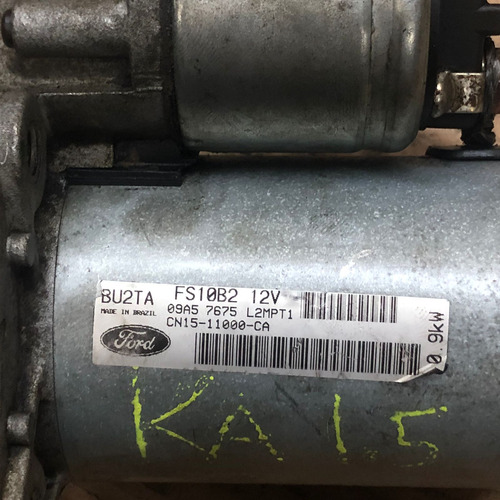 BU2TA FS10B2 12V
MADE IN BRAZIL 09A5 7675 L2MPT1
Ford CN15-11000-CA
0.9kW
KA 1.5